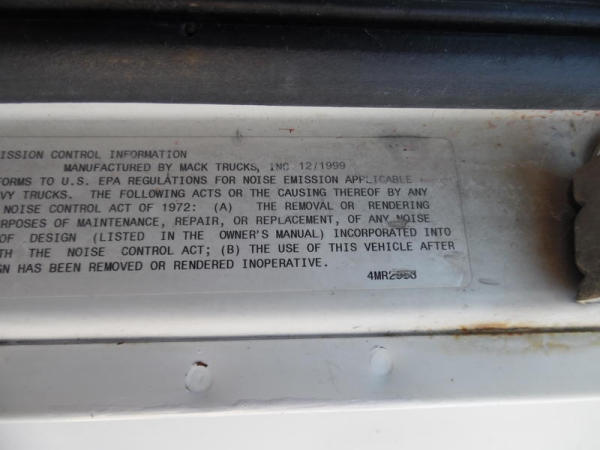 ISSION CONTROL INFORMATION
MANUFACTURED BY MACK TRUCKS, INC 12/1999
FORMS TO U.S. EPA REGULATIONS FOR NOISE EMISSION APPLICABLE
VY TRUCKS. THE FOLLOWING ACTS OR THE CAUSING THEREOF BY ANY
NOISE CONTROL ACT OF 1972: (A) THE REMOVAL OR RENDERING
RPOSES OF MAINTENANCE, REPAIR, OR REPLACEMENT, OF ANY NOISE
OF DESIGN (LISTED IN THE OWNER'S MANUAL) INCORPORATED INTO
TH THE NOISE CONTROL ACT; (B) THE USE OF THIS VEHICLE AFTER
GN HAS BEEN REMOVED OR RENDERED INOPERATIVE.